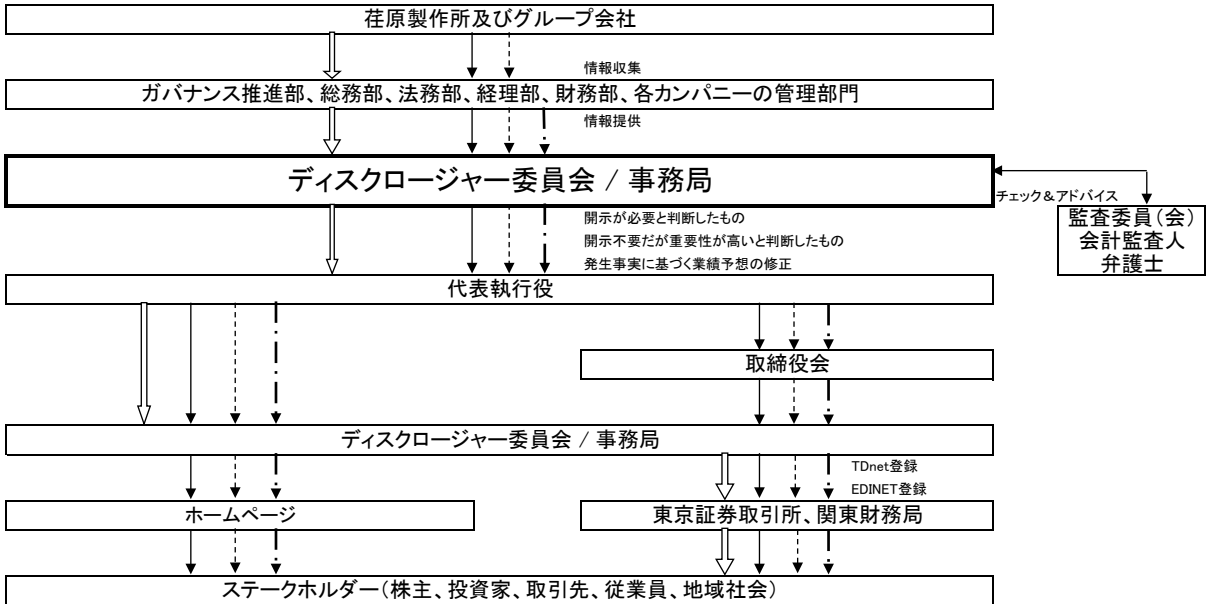 荏原製作所及びグループ会社
情報収集
ガバナンス推進部、総務部、法務部、経理部、財務部、各カンパニーの管理部門
情報提供
ディスクロージャー委員会 / 事務局
チェック＆アドバイス
監査委員（会）
会計監査人
弁護士
開示が必要と判断したもの
開示不要だが重要性が高いと判断したもの
発生事実に基づく業績予想の修正
代表執行役
取締役会
ディスクロージャー委員会 / 事務局
TDnet登録
EDINET登録
ホームページ
東京証券取引所、関東財務局
ステークホルダー（株主、投資家、取引先、従業員、地域社会）